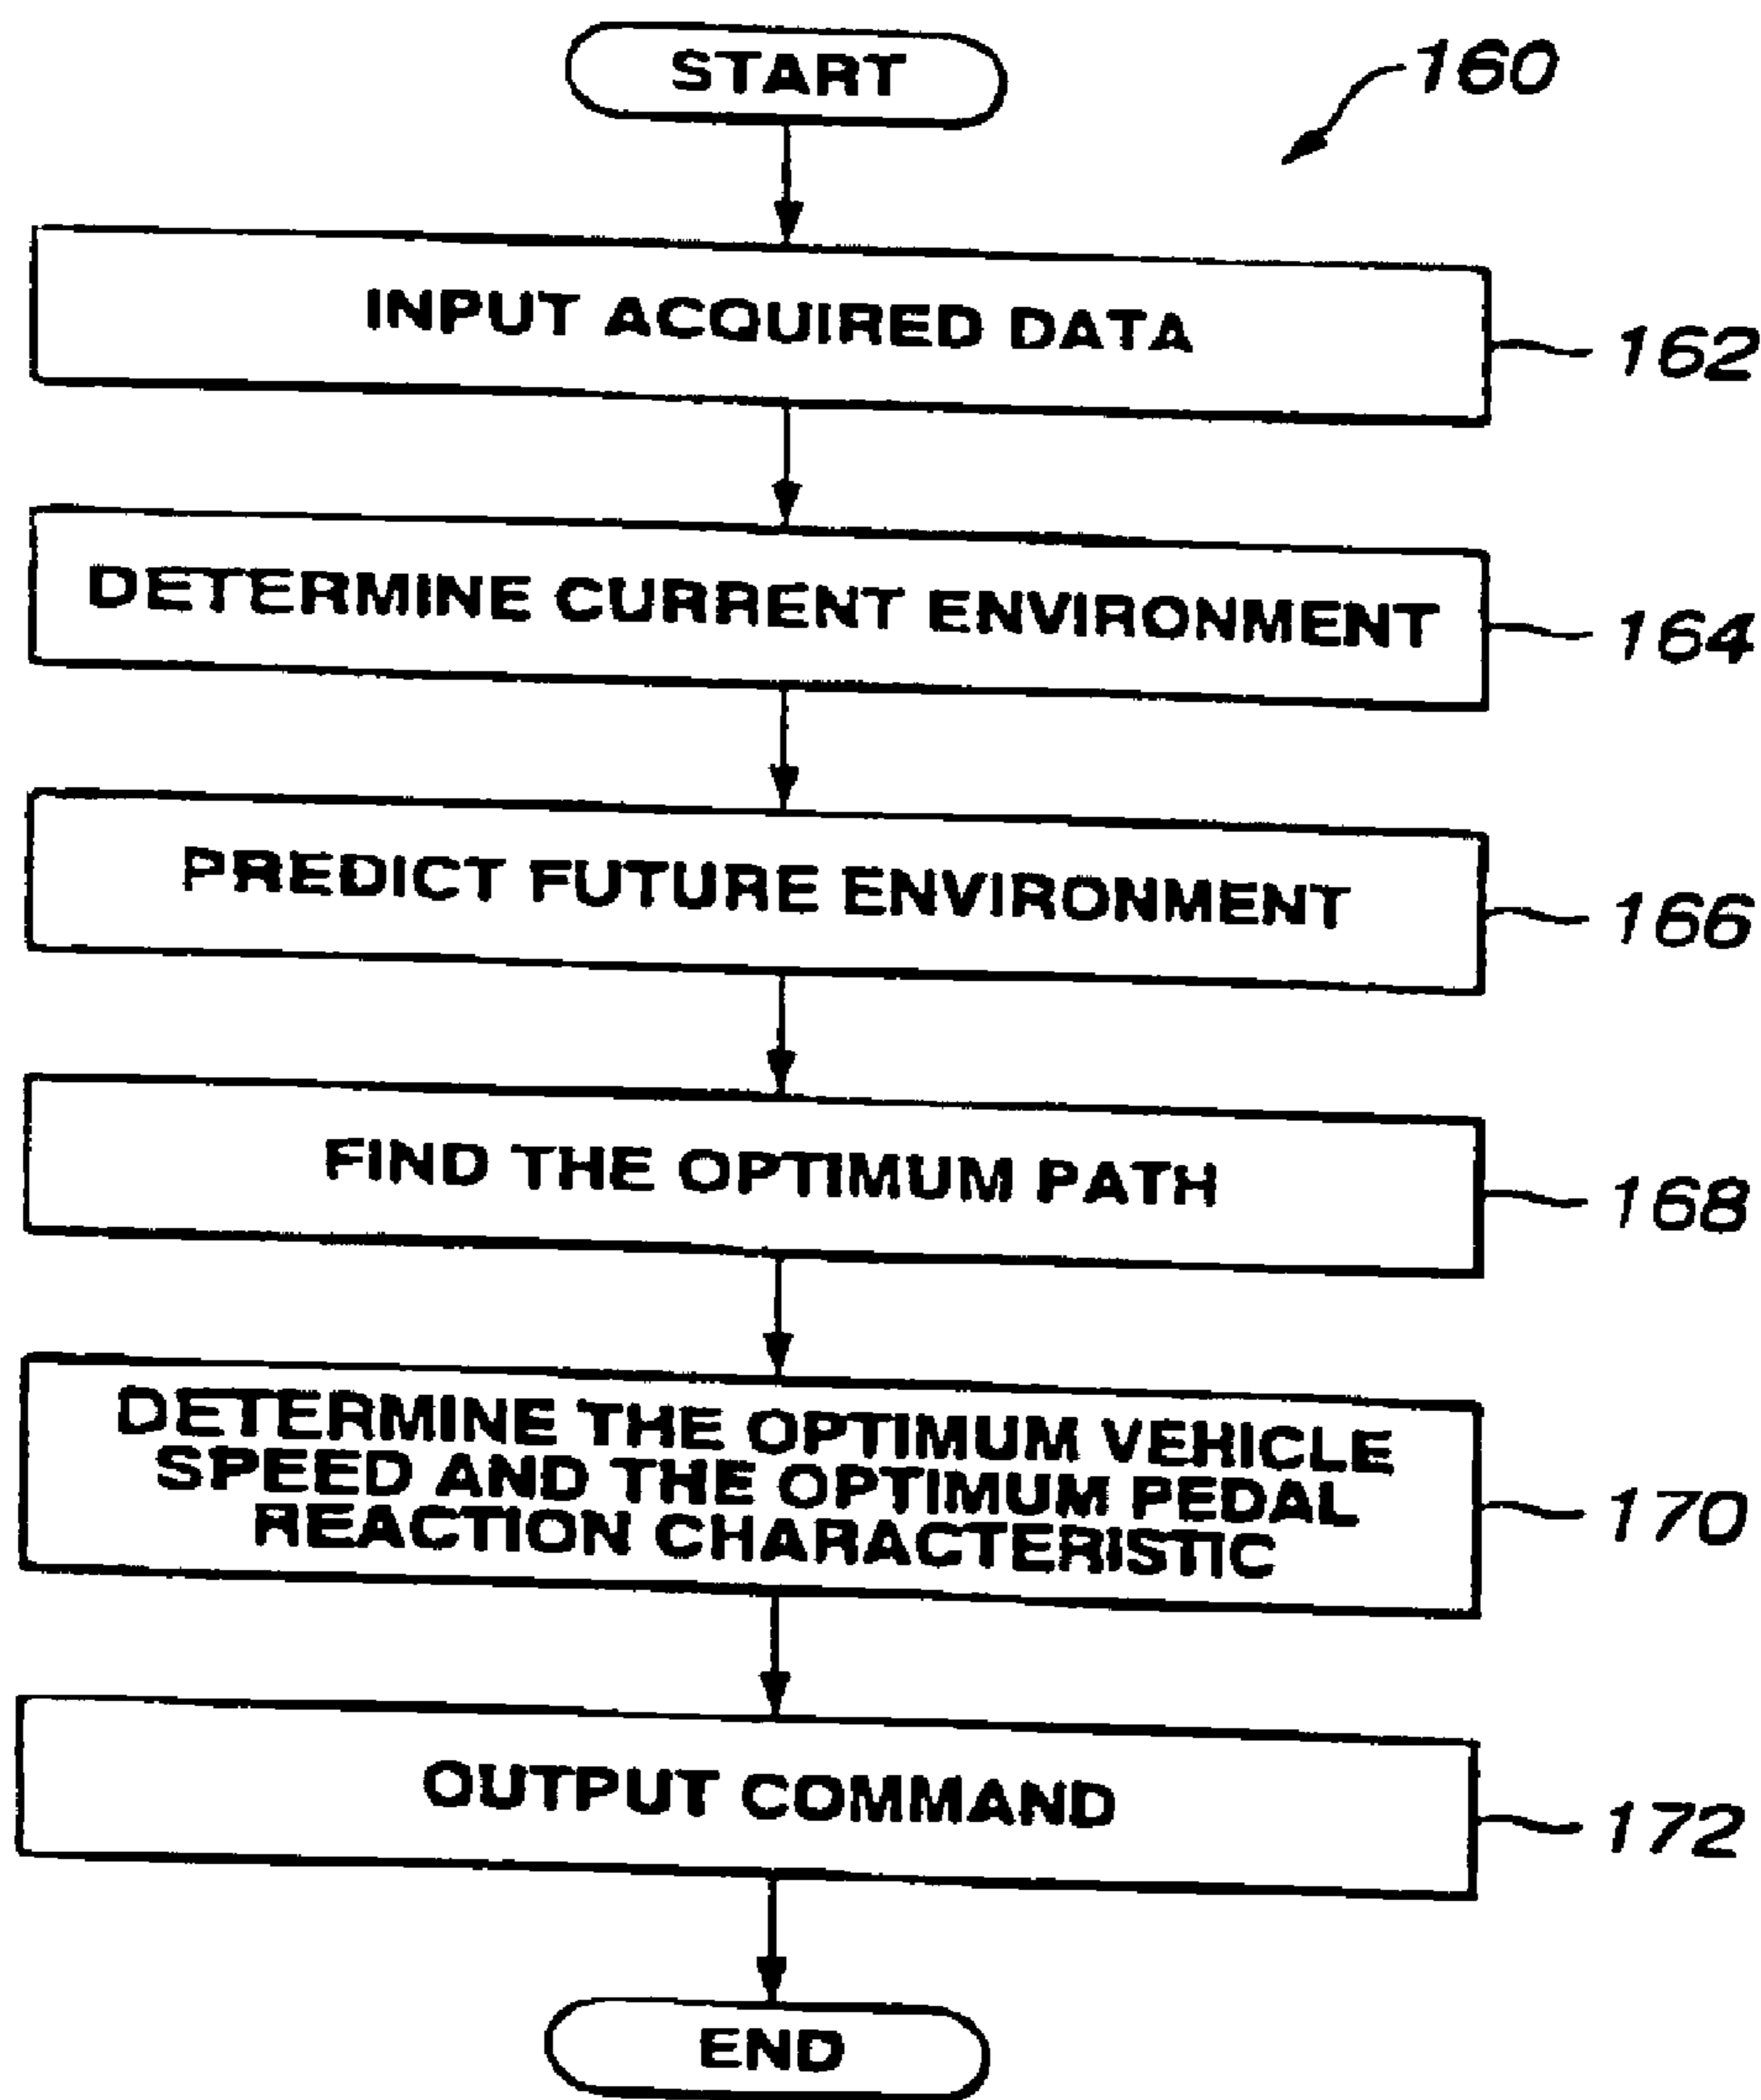 START
160
INPUT ACQUIRED DATA
162
DETERMINE CURRENT ENVIRONMENT
164
PREDICT FUTURE ENVIRONMENT
166
FIND THE OPTIMUM PATH
168
DETERMINE THE OPTIMUM VEHICLE
SPEED AND THE OPTIMUM PEDAL
REACTION CHARACTERISTIC
170
OUTPUT COMMAND
172
END